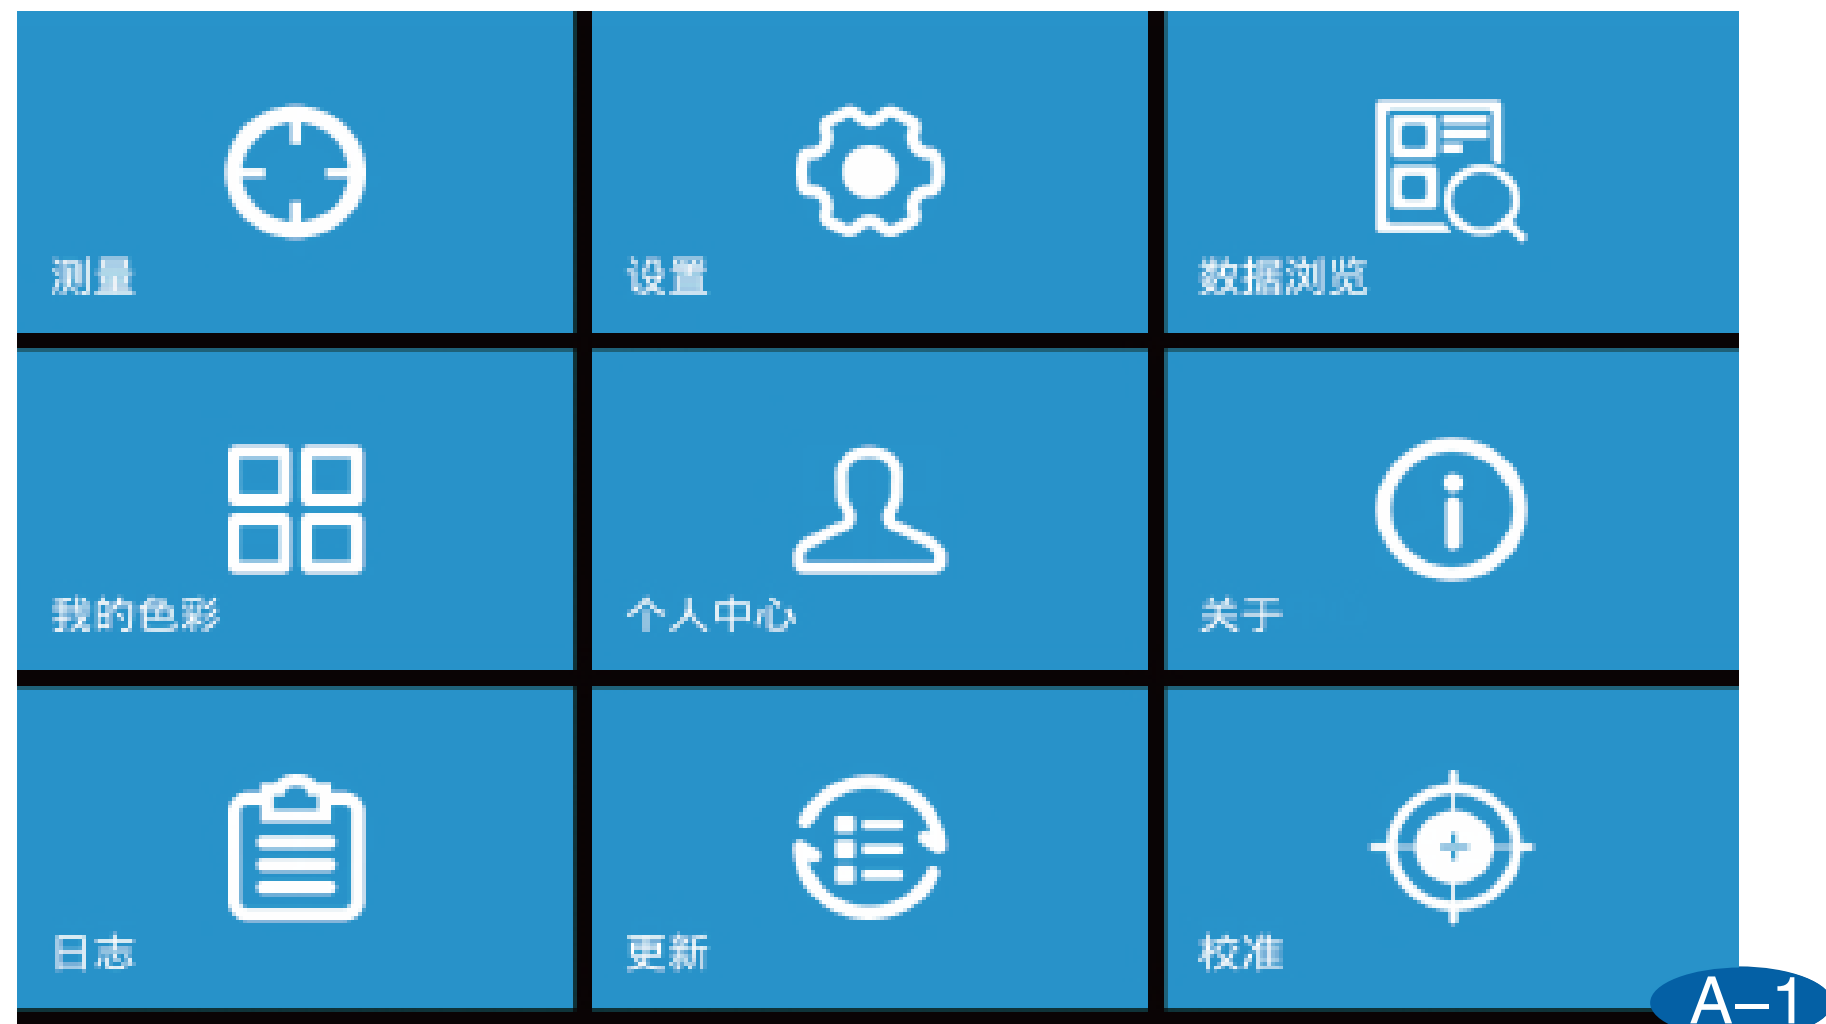 测量
设置
数据浏览
我的色彩
个人中心
关于
日志
更新
校准
A-1